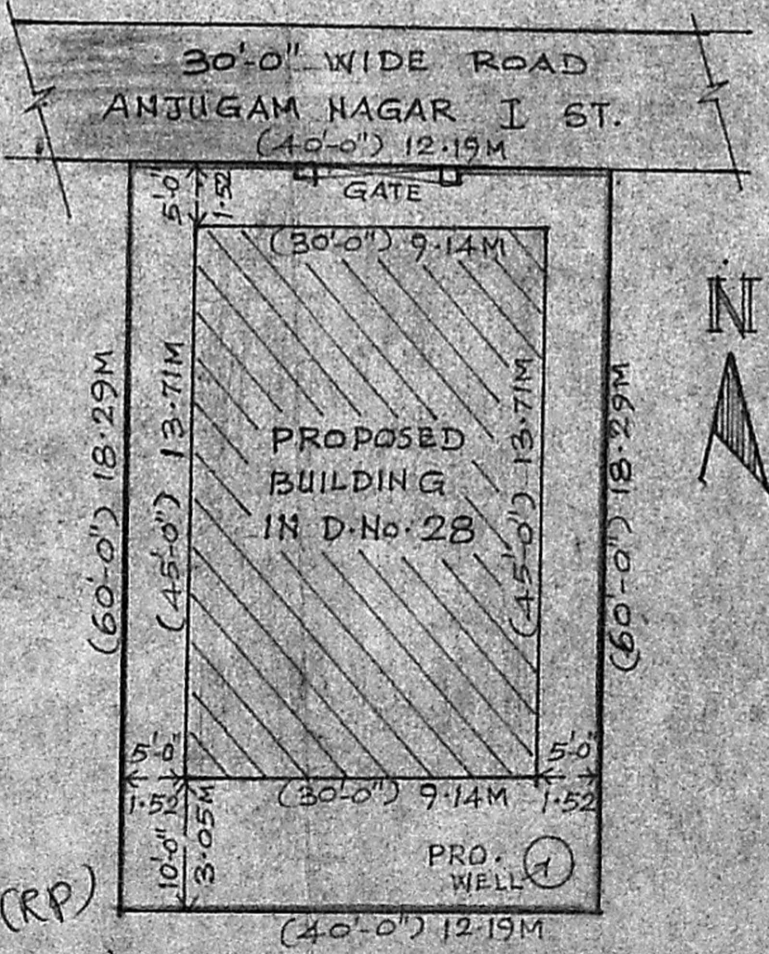 30'-0" WIDE ROAD
ANJUGAM NAGAR I ST.
(40'-0") 12.19M
5'-0"
1.52
GATE
(30'-0") 9.14M
N
(60'-0") 18.29M
(45'-0") 13.71M
PROPOSED
BUILDING
IN D.No.28
(45'-0") 13.71M
(60'-0") 18.29M
5'-0"
1.52
5'-0"
1.52
(30'-0") 9.14M
10'-0"
3.05M
PRO.
WELL
(RP)
(40'-0") 12.19M